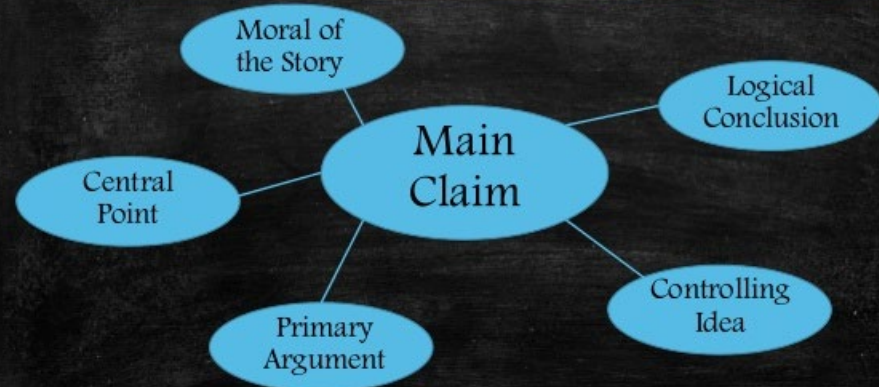 Moral of
the Story
Logical
Conclusion
Main
Claim
Central
Point
Controlling
Idea
Primary
Argument